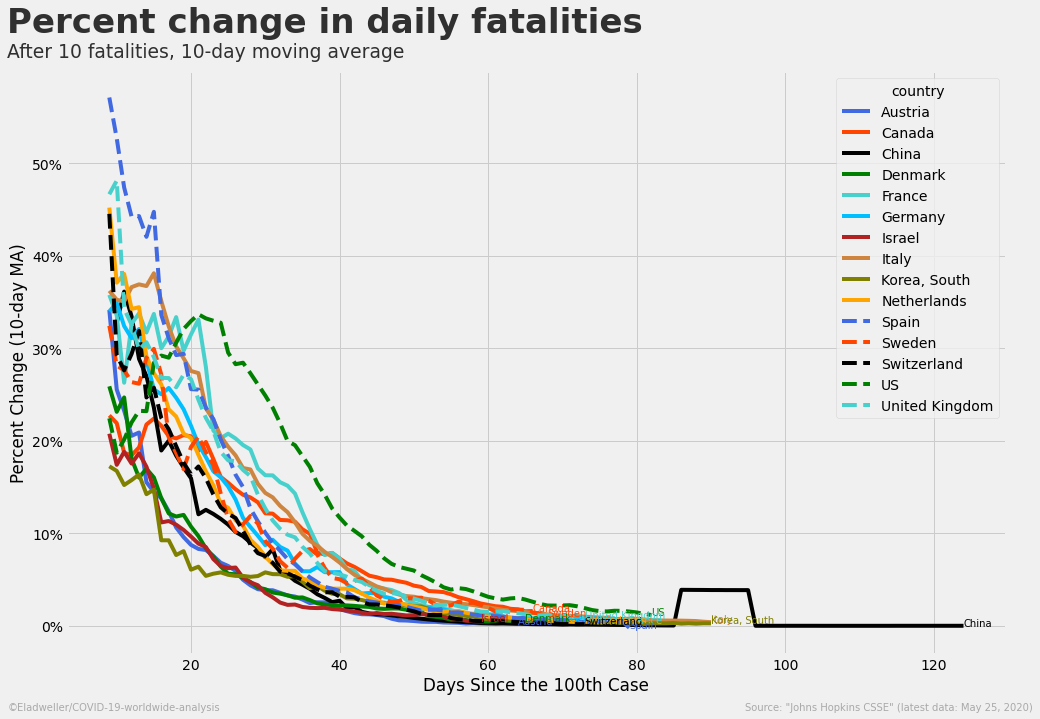 Percent change in daily fatalities
After 10 fatalities, 10-day moving average
Percent Change (10-day MA)
50%
40%
30%
20%
10%
0%
country
Austria
Canada
China
Denmark
France
Germany
Israel
Italy
Korea, South
Netherlands
Spain
Sweden
Switzerland
US
United Kingdom
Canada
US
Switzerland
Spain
Korea, South
China
20
40
60
80
100
120
Days Since the 100th Case
©Eladweller/COVID-19-worldwide-analysis
Source: "Johns Hopkins CSSE" (latest data: May 25, 2020)